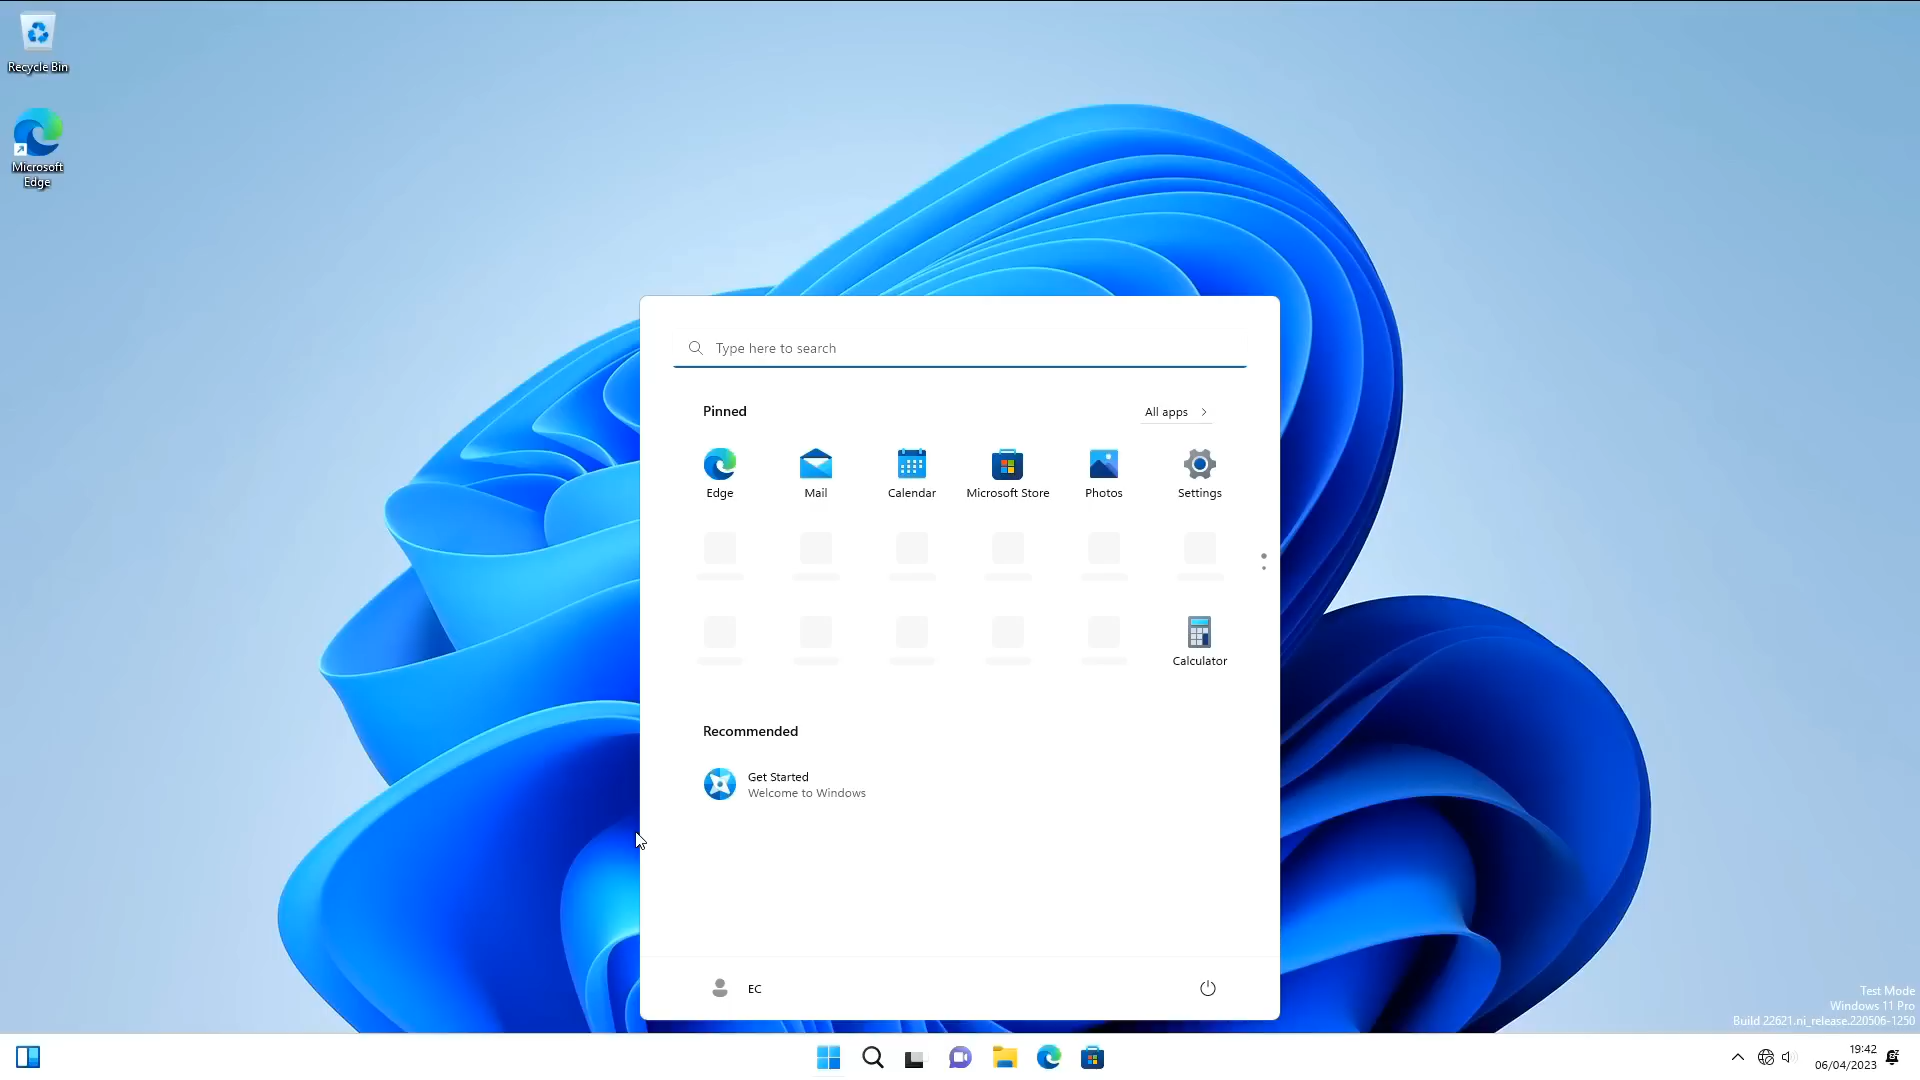 Recycle Bin
Microsoft
Edge
Type here to search
Pinned
All apps
Edge
Mail
Calendar
Microsoft Store
Photos
Settings
Calculator
Recommended
Get Started
Welcome to Windows
EC
Test Mode
Windows 11 Pro
Build 22621.ni_release.220506-1250
19:42
06/04/2023